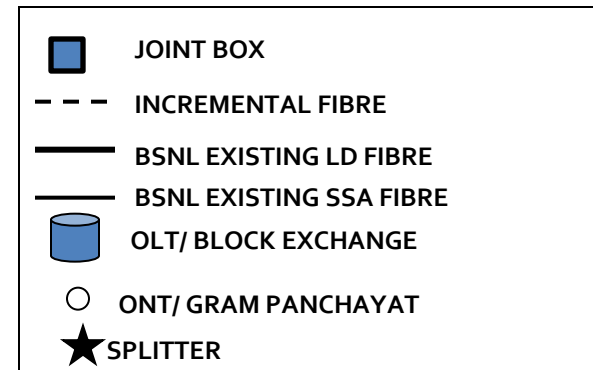 JOINT BOX
INCREMENTAL FIBRE
BSNL EXISTING LD FIBRE
BSNL EXISTING SSA FIBRE
OLT/ BLOCK EXCHANGE
ONT/ GRAM PANCHAYAT
SPLITTER